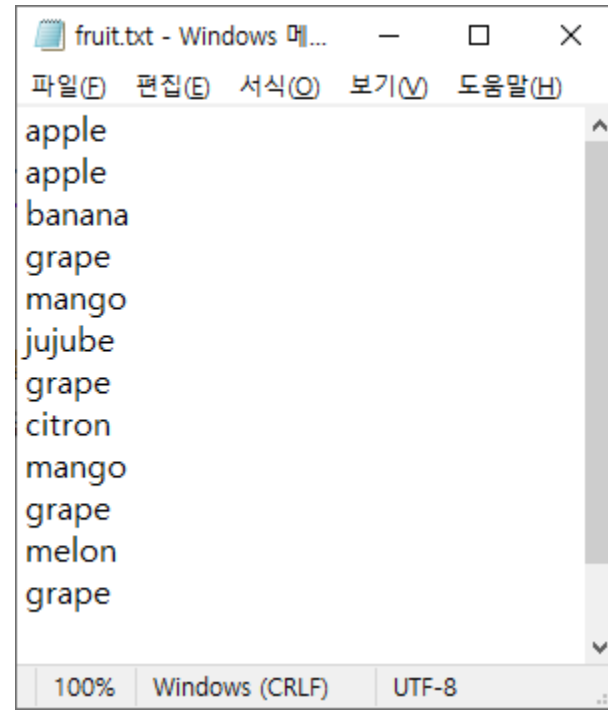 fruit.txt - Windows 메...
파일(F) 편집(E) 서식(O) 보기(V) 도움말(H)
apple
apple
banana
grape
mango
jujube
grape
citron
mango
grape
melon
grape
100% Windows (CRLF) UTF-8